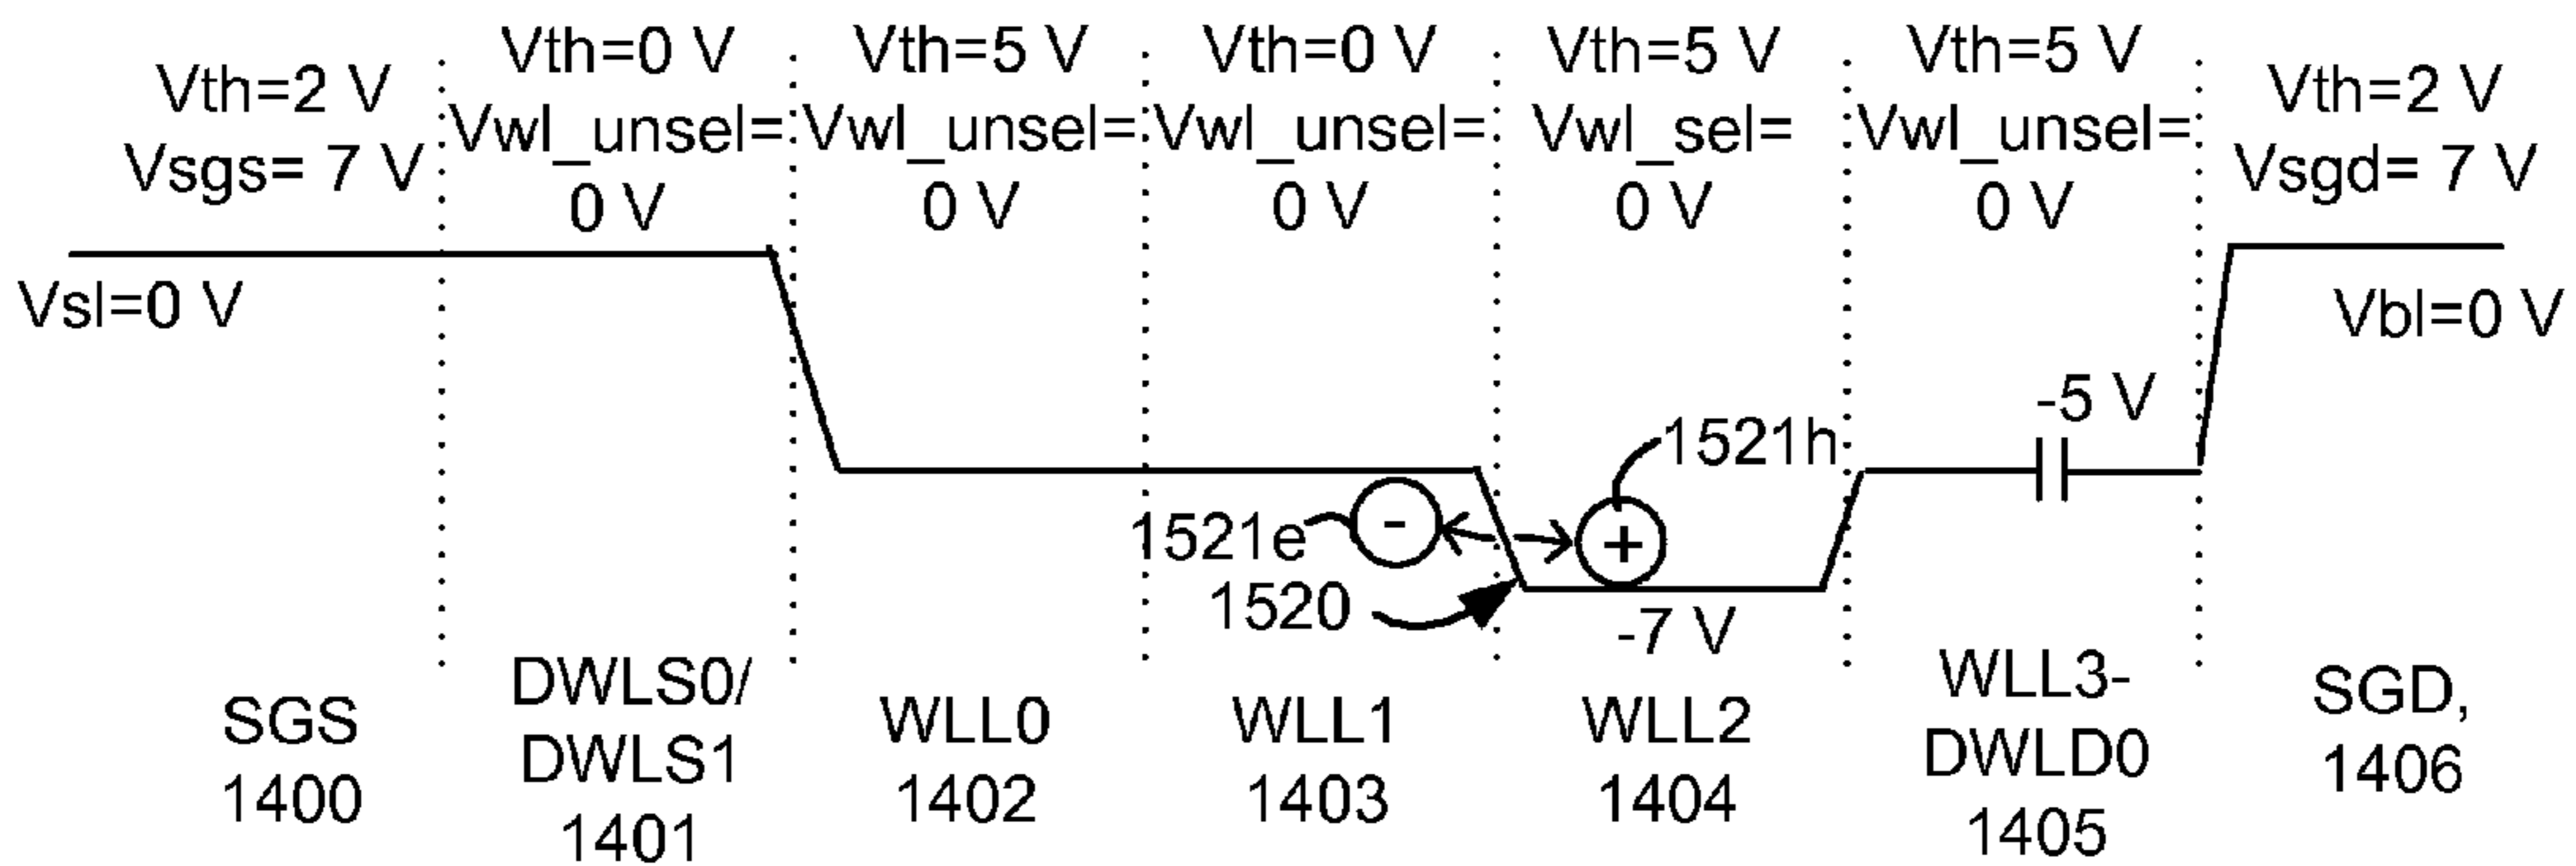 Vth=2 V
Vsgs= 7 V
Vth=0 V
Vwl_unsel=
0 V
Vth=5 V
Vwl_unsel=
0 V
Vth=0 V
Vwl_unsel=
0 V
Vth=5 V
Vwl_sel=
0 V
Vth=5 V
Vwl_unsel=
0 V
Vth=2 V
Vsgd= 7 V
Vsl=0 V
Vbl=0 V
-5 V
1521h
1521e
-
+
1520
-7 V
SGS
1400
DWLS0/
DWLS1
1401
WLL0
1402
WLL1
1403
WLL2
1404
WLL3-
DWLD0
1405
SGD,
1406